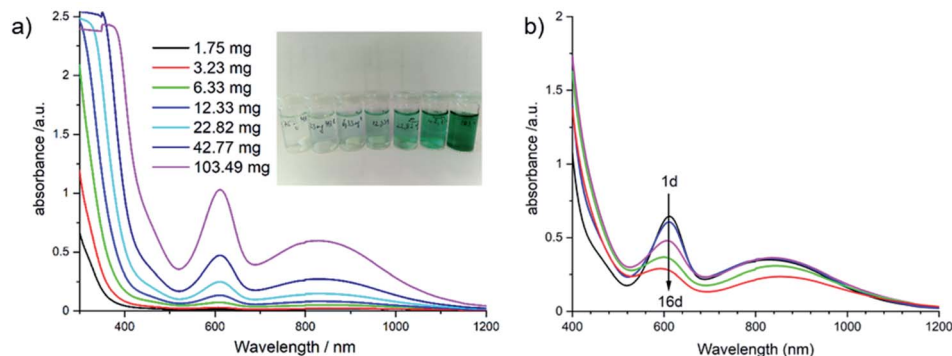 a)
absorbance /a.u.
2.5
2
1.5
1
0.5
0
1.75 mg
3.23 mg
6.33 mg
12.33 mg
22.82 mg
42.77 mg
103.49 mg
400 600 800 1000 1200
Wavelength / nm
b)
absorbance /a.u.
2
1.5
1
0.5
0
1d
16d
400 600 800 1000 1200
Wavelength (nm)